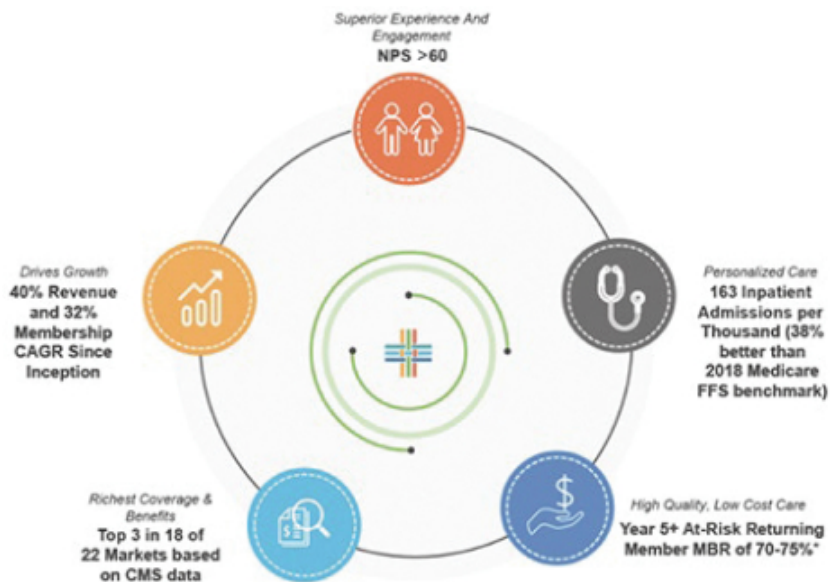 Superior Experience And
Engagement
NPS >60
Personalized Care
163 Inpatient
Admissions per
Thousand (38%
better than
2018 Medicare
FFS benchmark)
High Quality, Low Cost Care
Year 5+ At-Risk Returning
Member MBR of 70-75%*
Richest Coverage &
Benefits
Top 3 in 18 of
22 Markets based
on CMS data
Drives Growth
40% Revenue
and 32%
Membership
CAGR Since
Inception
$
$